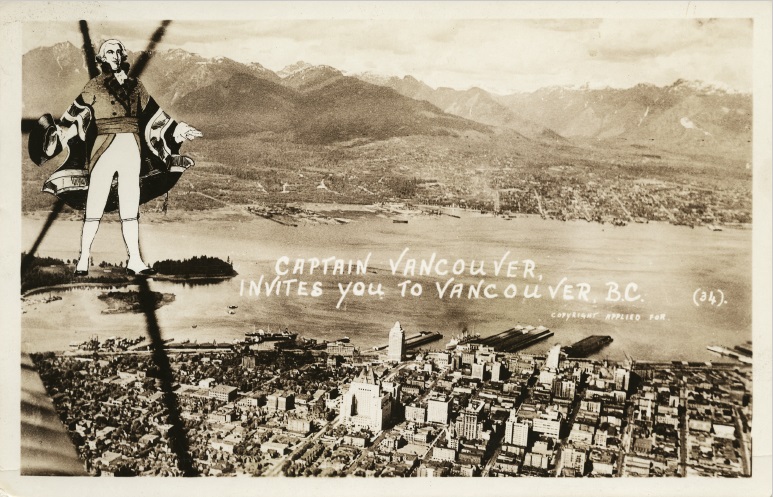 CAPTAIN VANCOUVER,
INVITES YOU TO VANCOUVER, B.C.
(34).
COPYRIGHT APPLIED FOR